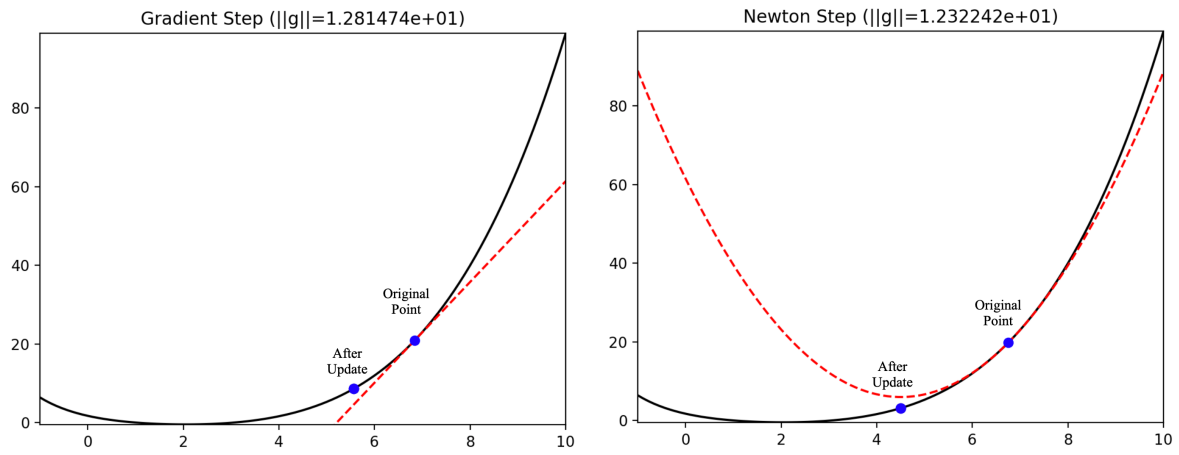 Gradient Step (||g||=1.281474e+01)
80
60
40
20
0
Original
Point
After
Update
0
2
4
6
8
10
Newton Step (||g||=1.232242e+01)
80
60
40
20
0
Original
Point
After
Update
0
2
4
6
8
10